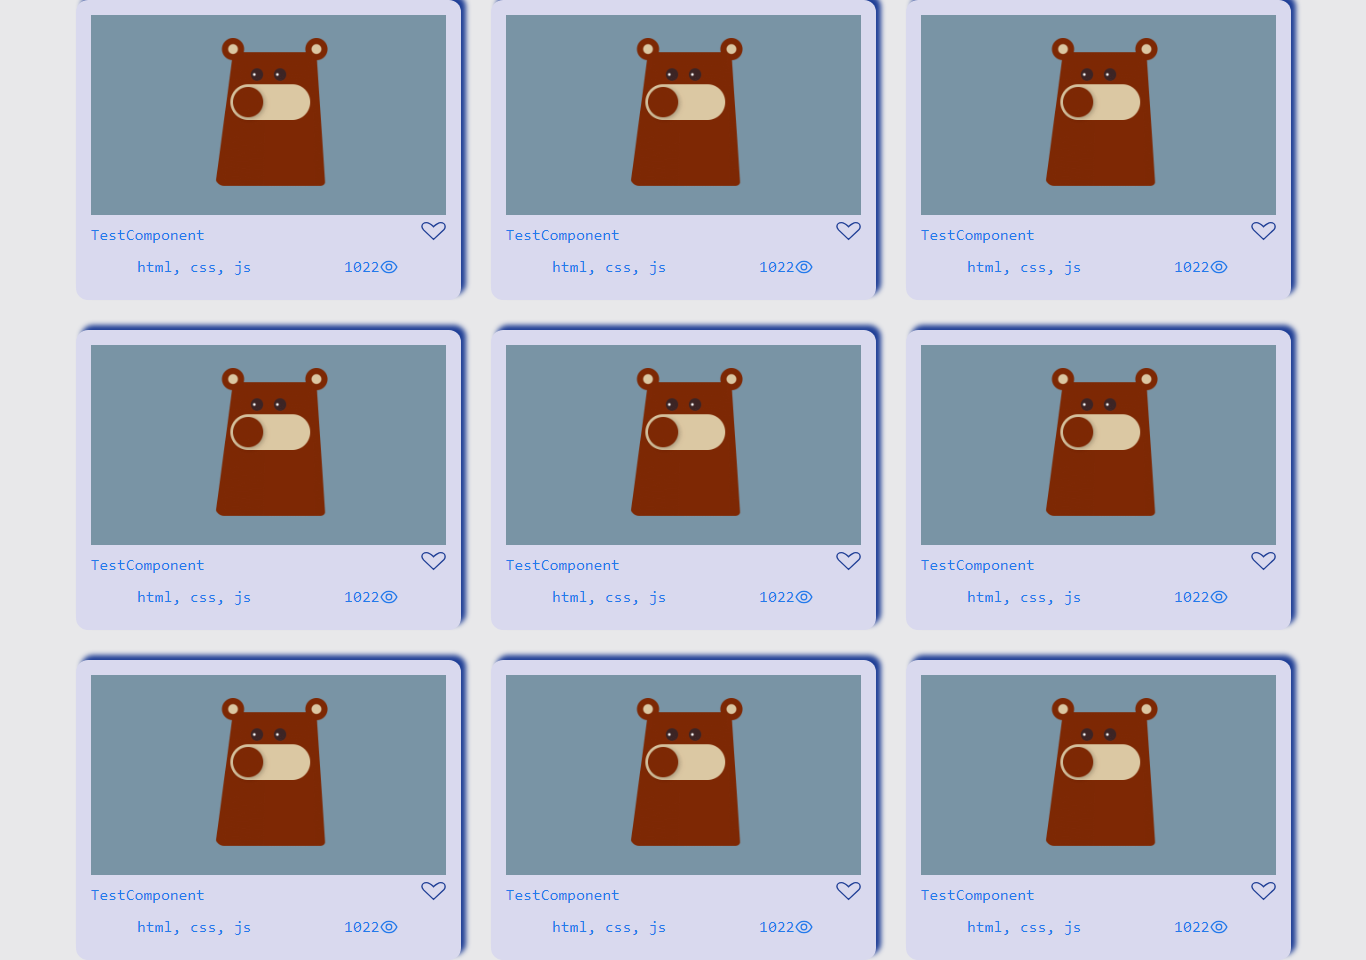 TestComponent
html, css, js 1022
TestComponent
html, css, js 1022
TestComponent
html, css, js 1022
TestComponent
html, css, js 1022
TestComponent
html, css, js 1022
TestComponent
html, css, js 1022
TestComponent
html, css, js 1022
TestComponent
html, css, js 1022
TestComponent
html, css, js 1022